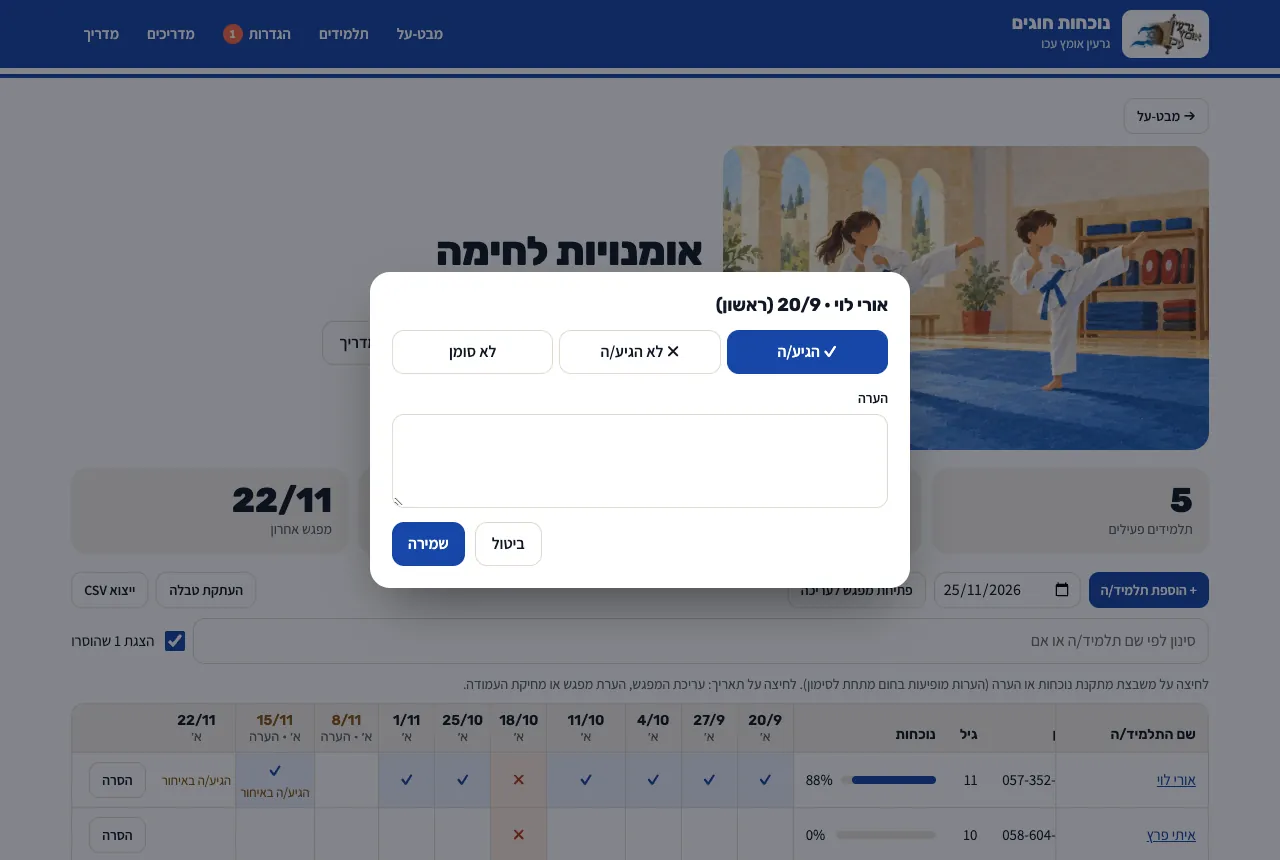 נוכחות חוגים
גרעין אומץ עכו
מבט-על
תלמידים
הגדרות 1
מדריכים
מדריך
→ מבט-על
אומנויות לחימה
מדריך
אורי לוי • 20/9 (ראשון)
✓ הגיע/ה
✕ לא הגיע/ה
לא סומן
הערה
ביטול
שמירה
5
תלמידים פעילים
22/11
מפגש אחרון
+ הוספת תלמיד/ה
25/11/2026
פתיחת מפגש לעריכה
העתקת טבלה
ייצוא CSV
סינון לפי שם תלמיד/ה או אם
הצגת 1 שהוסרו
לחיצה על משבצת מתקנת נוכחות או הערה (הערות מופיעות בחום מתחת לסימון). לחיצה על תאריך: עריכת המפגש, הערת מפגש או מחיקת העמודה.
שם התלמיד/ה ן גיל נוכחות 20/9 27/9 4/10 11/10 18/10 25/10 1/11 8/11 15/11 22/11
א׳ א׳ א׳ א׳ א׳ א׳ א׳ א׳ • הערה א׳ • הערה א׳
אורי לוי 057-352- 11 88% ✓ ✓ ✓ ✓ ✕ ✓ ✓ ✓ הגיע/ה באיחור הגיע/ה באיחור הסרה
איתי פרץ 058-604- 10 0% ✕ הסרה